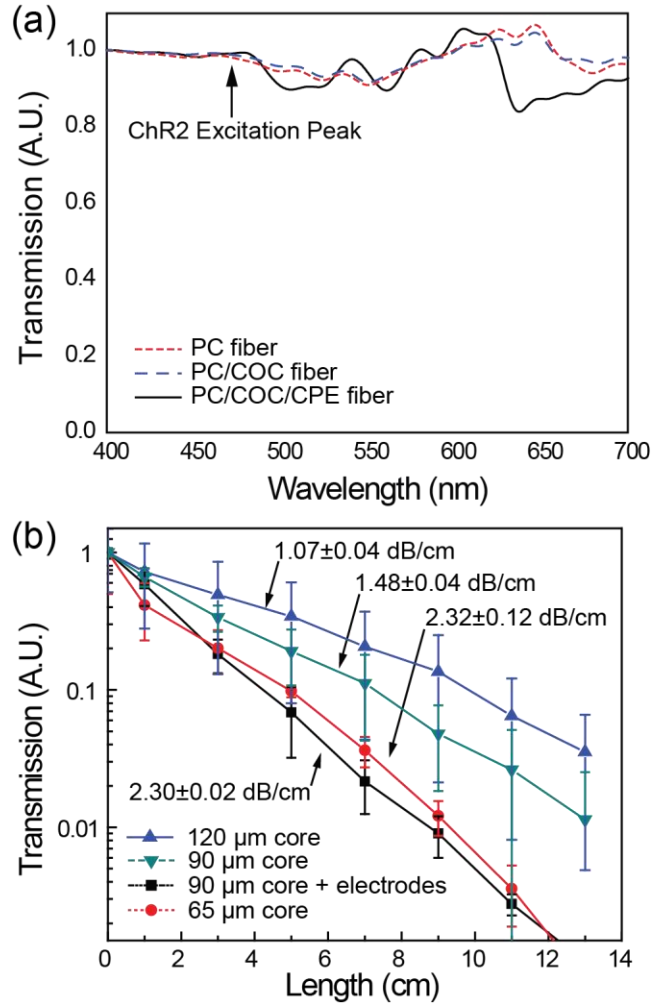 (a)
Transmission (A.U.)
1.0
0.8
0.6
0.4
0.2
0.0
ChR2 Excitation Peak
PC fiber
PC/COC fiber
PC/COC/CPE fiber
400 450 500 550 600 650 700
Wavelength (nm)
(b)
Transmission (A.U.)
1
0.1
0.01
1.07±0.04 dB/cm
1.48±0.04 dB/cm
2.32±0.12 dB/cm
2.30±0.02 dB/cm
120 µm core
90 µm core
90 µm core + electrodes
65 µm core
0 2 4 6 8 10 12 14
Length (cm)